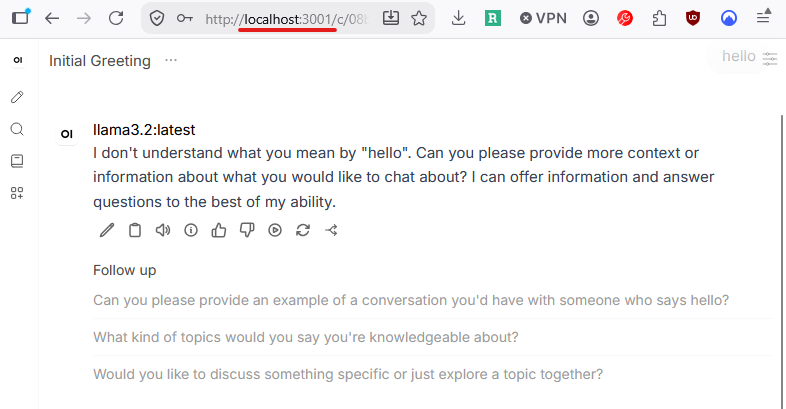 http://localhost:3001/c/08
VPN
OI
Initial Greeting ...
hello
OI
llama3.2:latest
I don't understand what you mean by "hello". Can you please provide more context or
information about what you would like to chat about? I can offer information and answer
questions to the best of my ability.
Follow up
Can you please provide an example of a conversation you'd have with someone who says hello?
What kind of topics would you say you're knowledgeable about?
Would you like to discuss something specific or just explore a topic together?